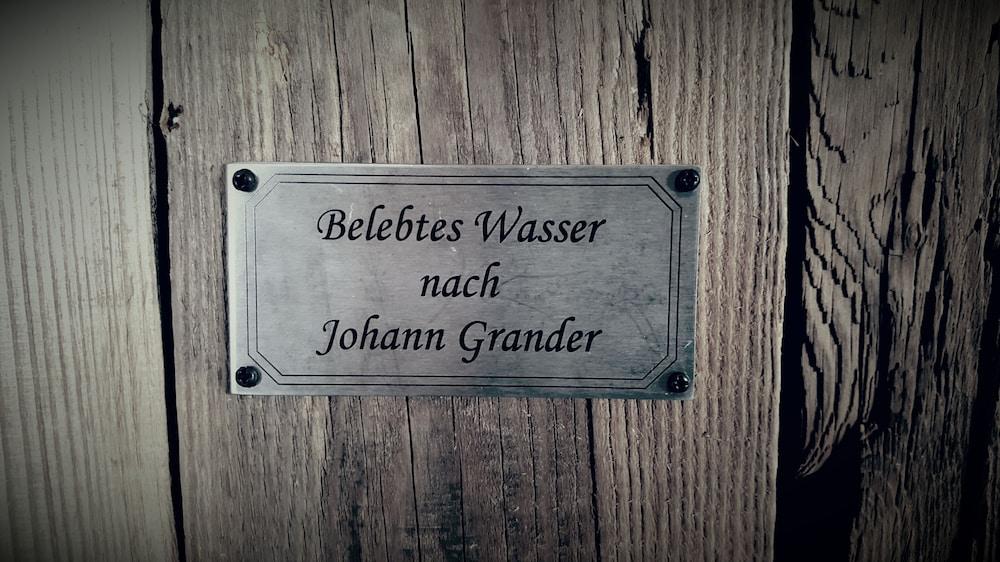 Belebtes Wasser
nach
Johann Grander